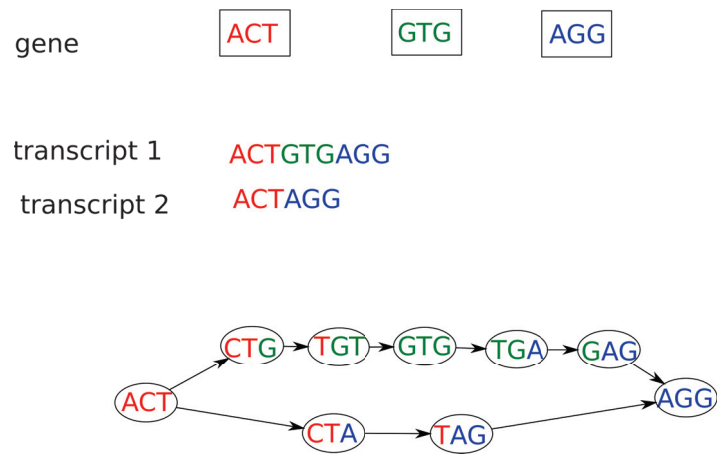 gene ACT GTG AGG
transcript 1 ACTGTGAGG
transcript 2 ACTAGG
CTG TGT GTG TGA GAG
ACT AGG
CTA TAG